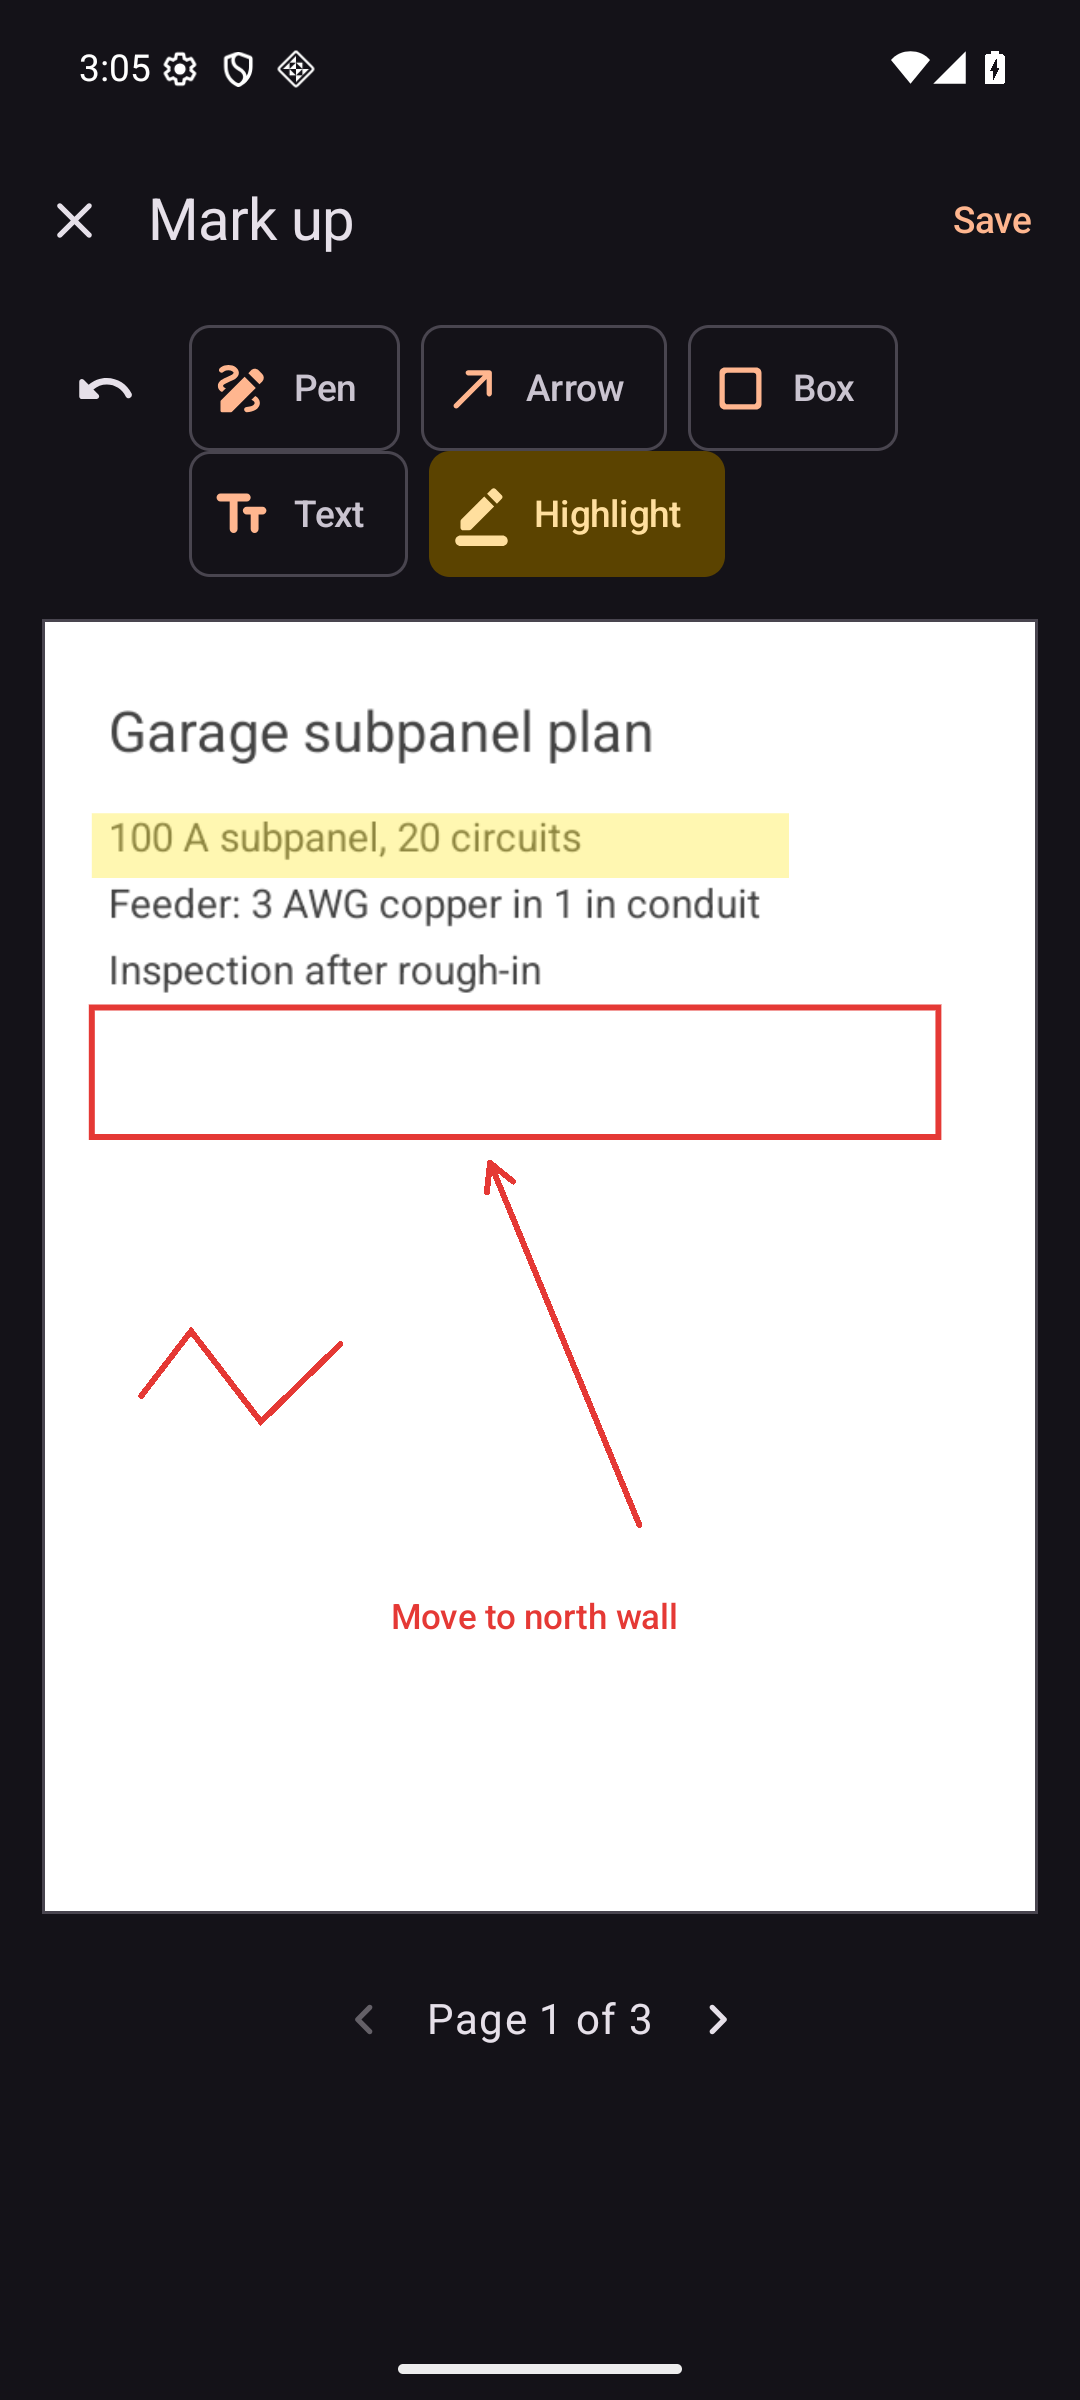 3:05
Mark up
Save
Pen
Arrow
Box
Text
Highlight
Garage subpanel plan
100 A subpanel, 20 circuits
Feeder: 3 AWG copper in 1 in conduit
Inspection after rough-in
Move to north wall
Page 1 of 3